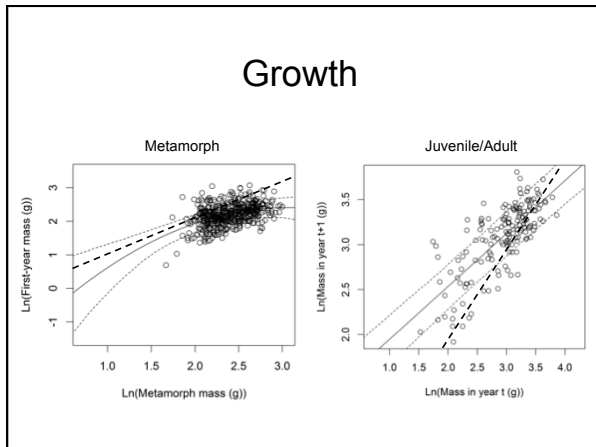 Growth
Metamorph
Ln(First-year mass (g))
3
2
1
0
-1
1.0 1.5 2.0 2.5 3.0
Ln(Metamorph mass (g))
Juvenile/Adult
Ln(Mass in year t+1 (g))
3.5
3.0
2.5
2.0
1.0 1.5 2.0 2.5 3.0 3.5 4.0
Ln(Mass in year t (g))